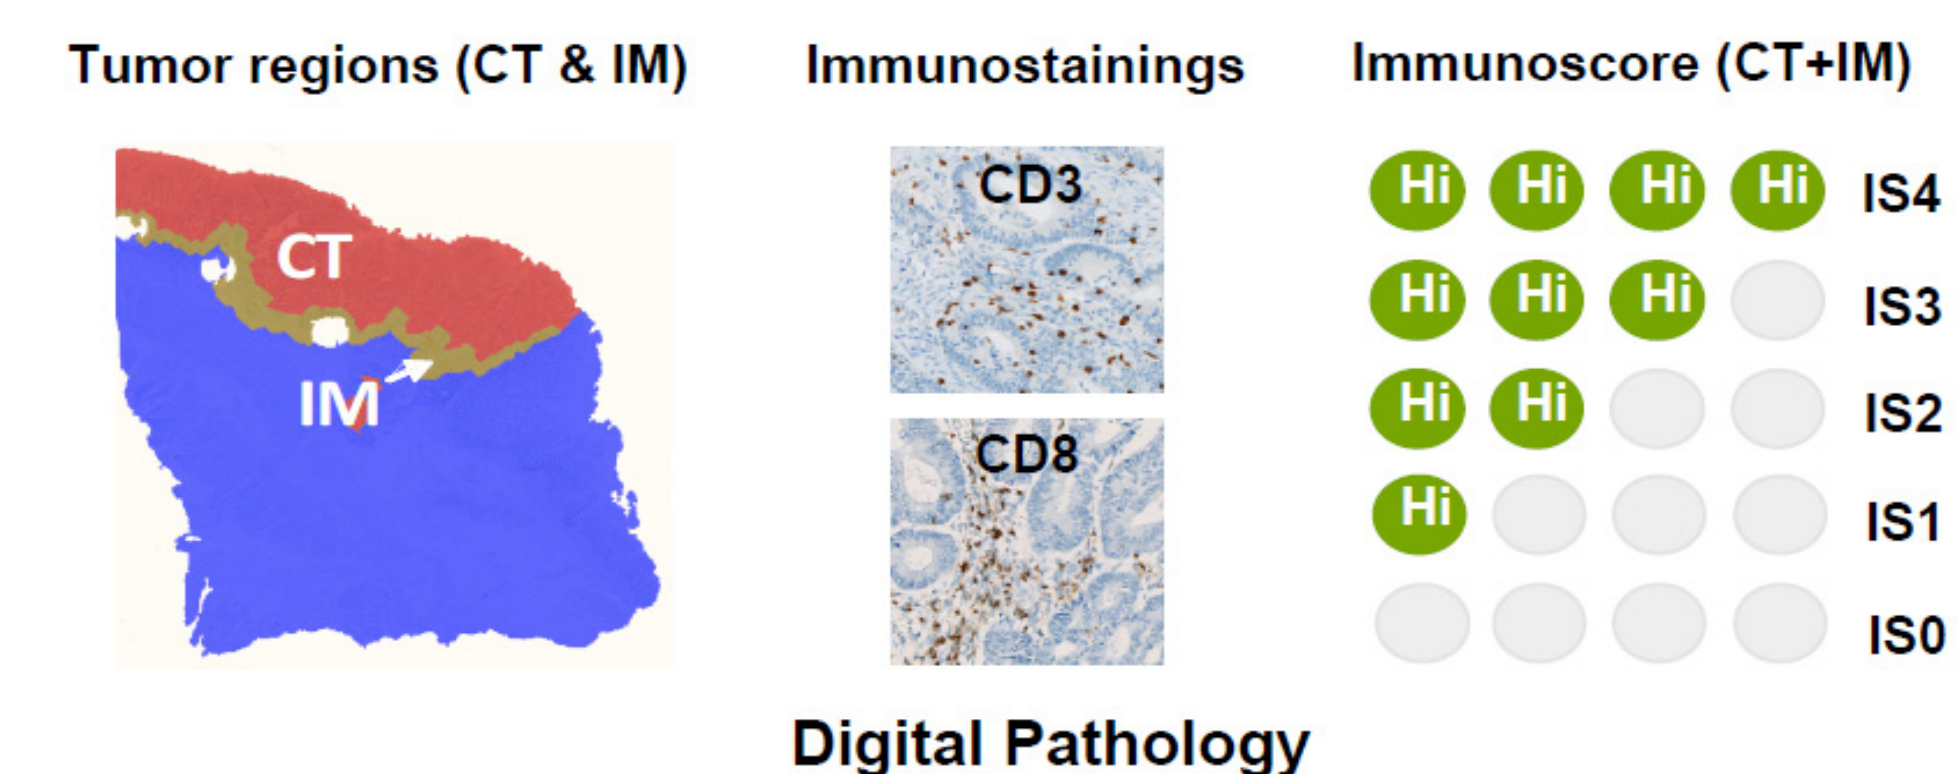 Tumor regions (CT & IM)
CT
IM
Immunostainings
CD3
CD8
Immunoscore (CT+IM)
Hi Hi Hi Hi IS4
Hi Hi Hi IS3
Hi Hi IS2
Hi IS1
IS0
Digital Pathology